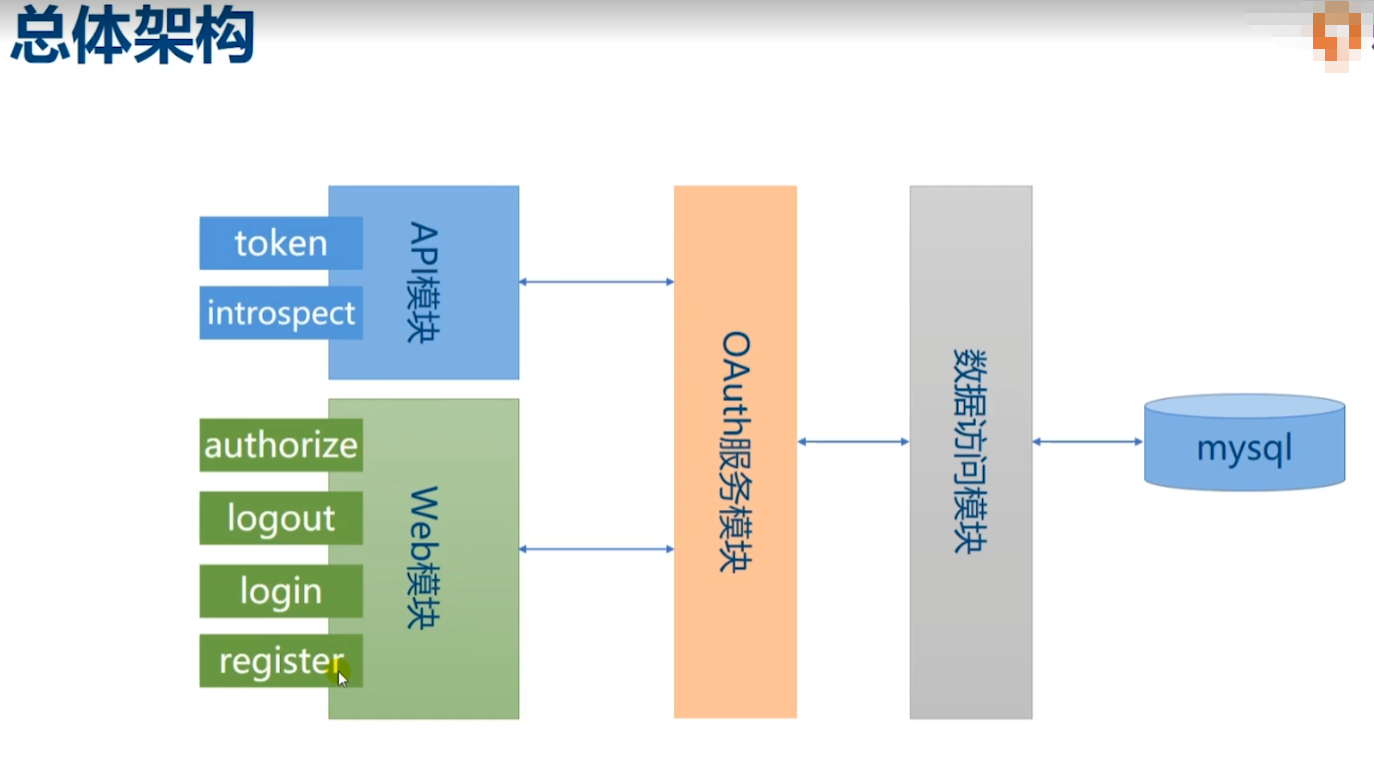 总体架构
token
introspect
API模块
authorize
logout
login
register
Web模块
OAuth服务模块
数据访问模块
mysql